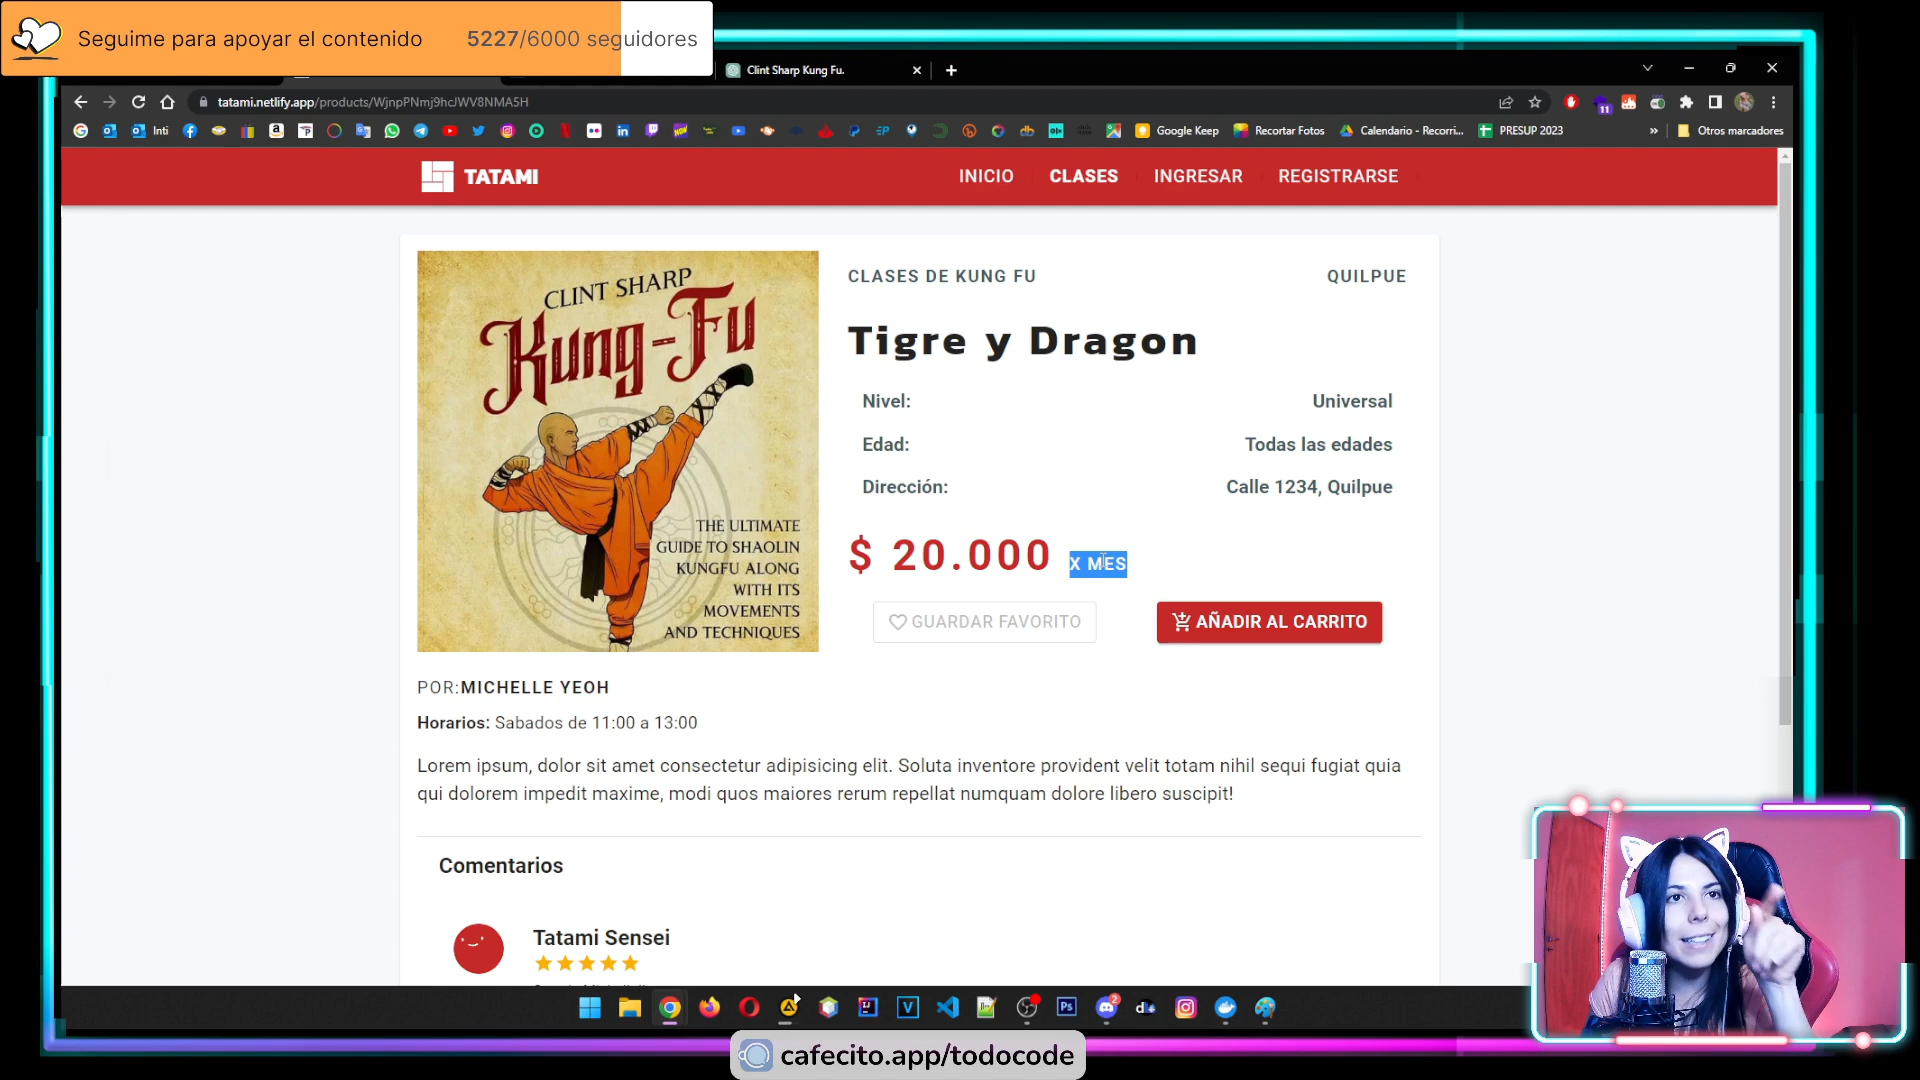 Seguime para apoyar el contenido 5227/6000 seguidores
Clint Sharp Kung Fu.
tatami.netlify.app/products/WjnpPNmj9hcJWV8NMA5H
11
Inti
Google Keep
Recortar Fotos
Calendario - Recorri...
PRESUP 2023
»
Otros marcadores
TATAMI
INICIO CLASES INGRESAR REGISTRARSE
CLINT SHARP
Kung-Fu
THE ULTIMATE
GUIDE TO SHAOLIN
KUNGFU ALONG
WITH ITS
MOVEMENTS
AND TECHNIQUES
CLASES DE KUNG FU QUILPUE
Tigre y Dragon
Nivel: Universal
Edad: Todas las edades
Dirección: Calle 1234, Quilpue
$ 20.000 X MES
GUARDAR FAVORITO AÑADIR AL CARRITO
POR:MICHELLE YEOH
Horarios: Sabados de 11:00 a 13:00
Lorem ipsum, dolor sit amet consectetur adipisicing elit. Soluta inventore provident velit totam nihil sequi fugiat quia
qui dolorem impedit maxime, modi quos maiores rerum repellat numquam dolore libero suscipit!
Comentarios
Tatami Sensei
cafecito.app/todocode